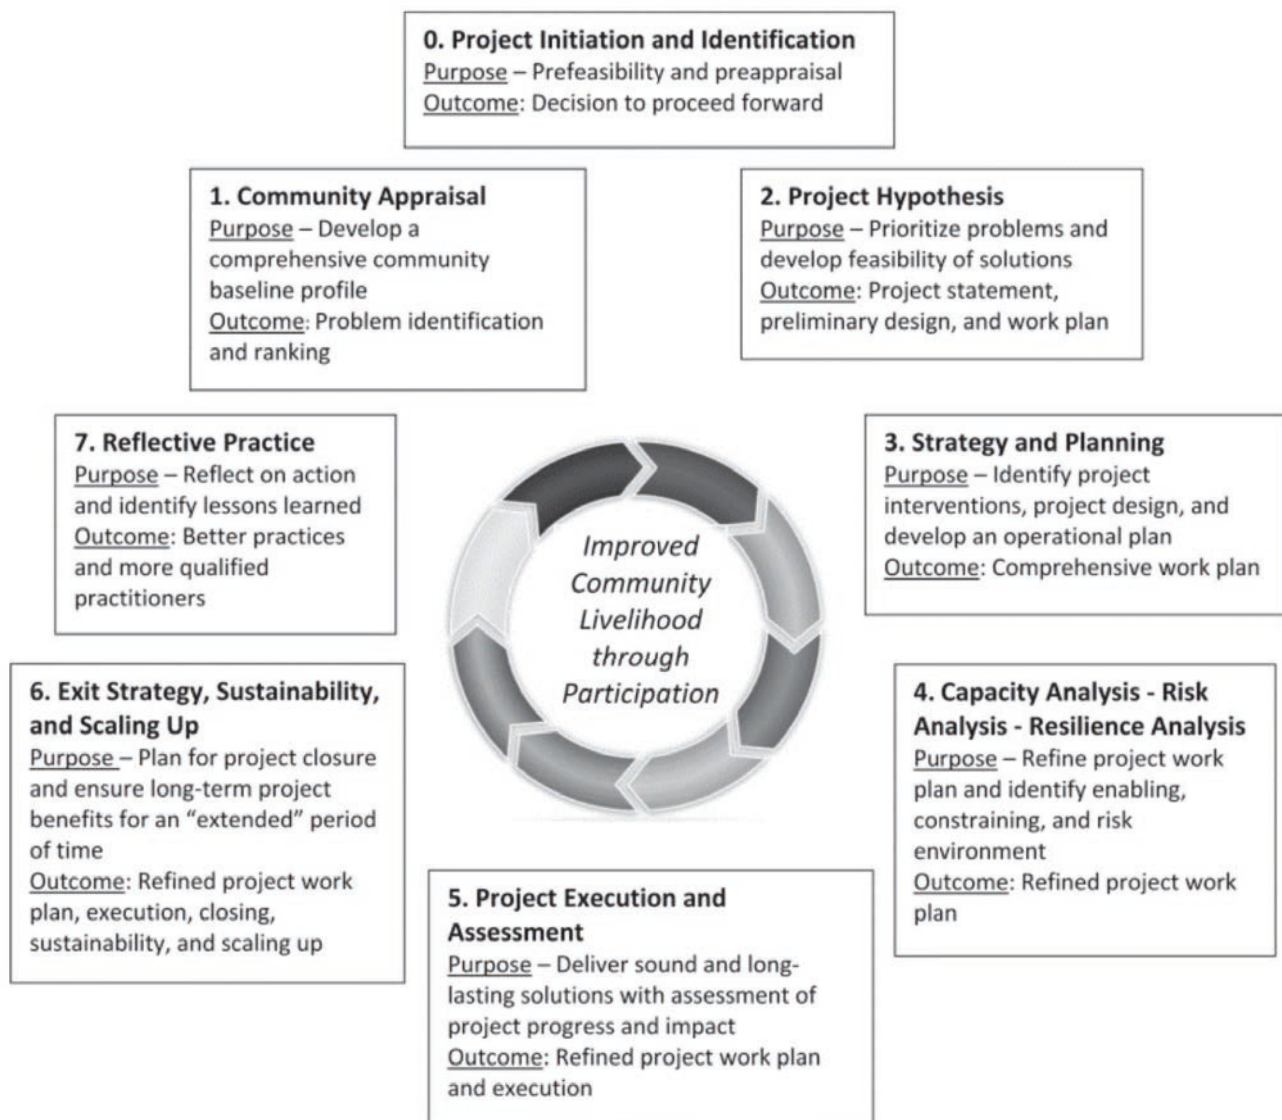 0. Project Initiation and Identification
Purpose – Prefeasibility and preappraisal
Outcome: Decision to proceed forward
1. Community Appraisal
Purpose – Develop a
comprehensive community
baseline profile
Outcome: Problem identification
and ranking
2. Project Hypothesis
Purpose – Prioritize problems and
develop feasibility of solutions
Outcome: Project statement,
preliminary design, and work plan
7. Reflective Practice
Purpose – Reflect on action
and identify lessons learned
Outcome: Better practices
and more qualified
practitioners
Improved
Community
Livelihood
through
Participation
3. Strategy and Planning
Purpose – Identify project
interventions, project design, and
develop an operational plan
Outcome: Comprehensive work plan
6. Exit Strategy, Sustainability,
and Scaling Up
Purpose – Plan for project closure
and ensure long-term project
benefits for an “extended” period
of time
Outcome: Refined project work
plan, execution, closing,
sustainability, and scaling up
4. Capacity Analysis - Risk
Analysis - Resilience Analysis
Purpose – Refine project work
plan and identify enabling,
constraining, and risk
environment
Outcome: Refined project work
plan
5. Project Execution and
Assessment
Purpose – Deliver sound and long-
lasting solutions with assessment of
project progress and impact
Outcome: Refined project work plan
and execution